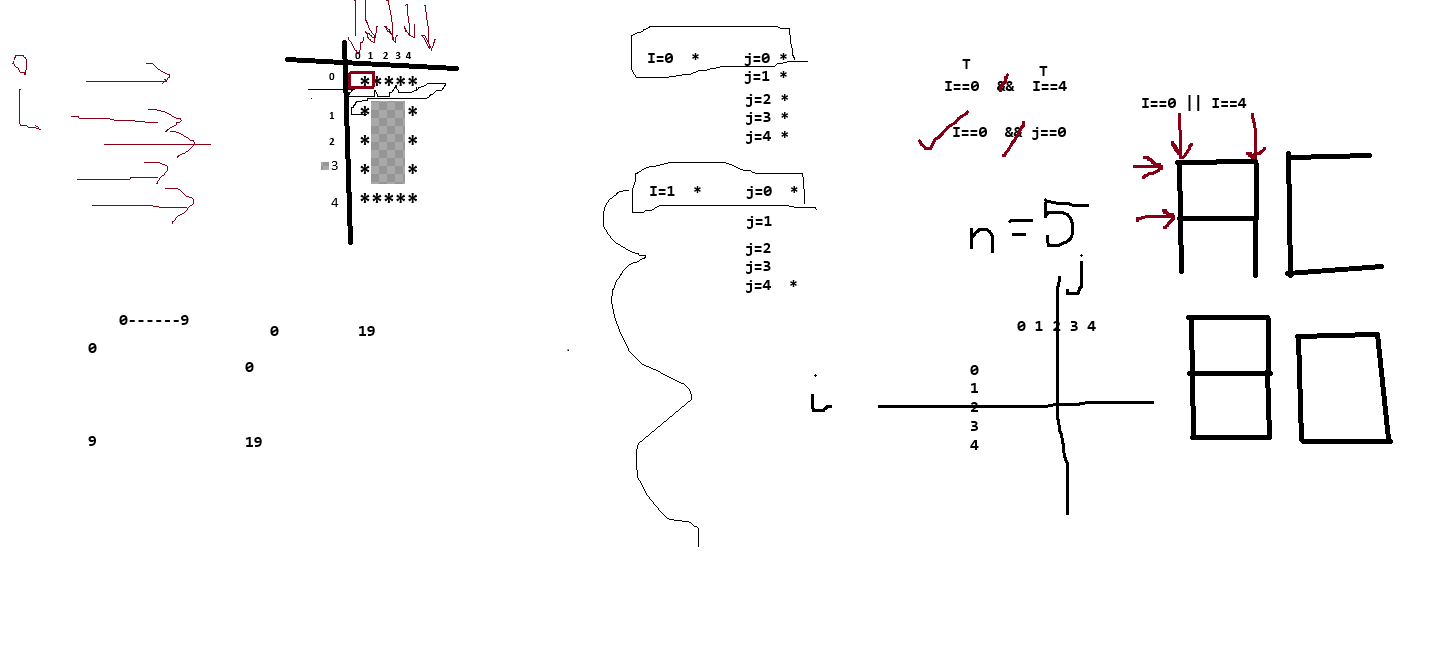 0 1 2 3 4
0 *****
1 * *
2 * *
3 * *
4 *****
I=0 * j=0 *
j=1 *
j=2 *
j=3 *
j=4 *
I=1 * j=0 *
j=1
j=2
j=3
j=4 *
T T
I==0 && I==4
I==0 && j==0
I==0 || I==4
n=5
A C
j
0 1 2 3 4
i
0
1
2
3
4
0------9
0 19
0
0
9 19